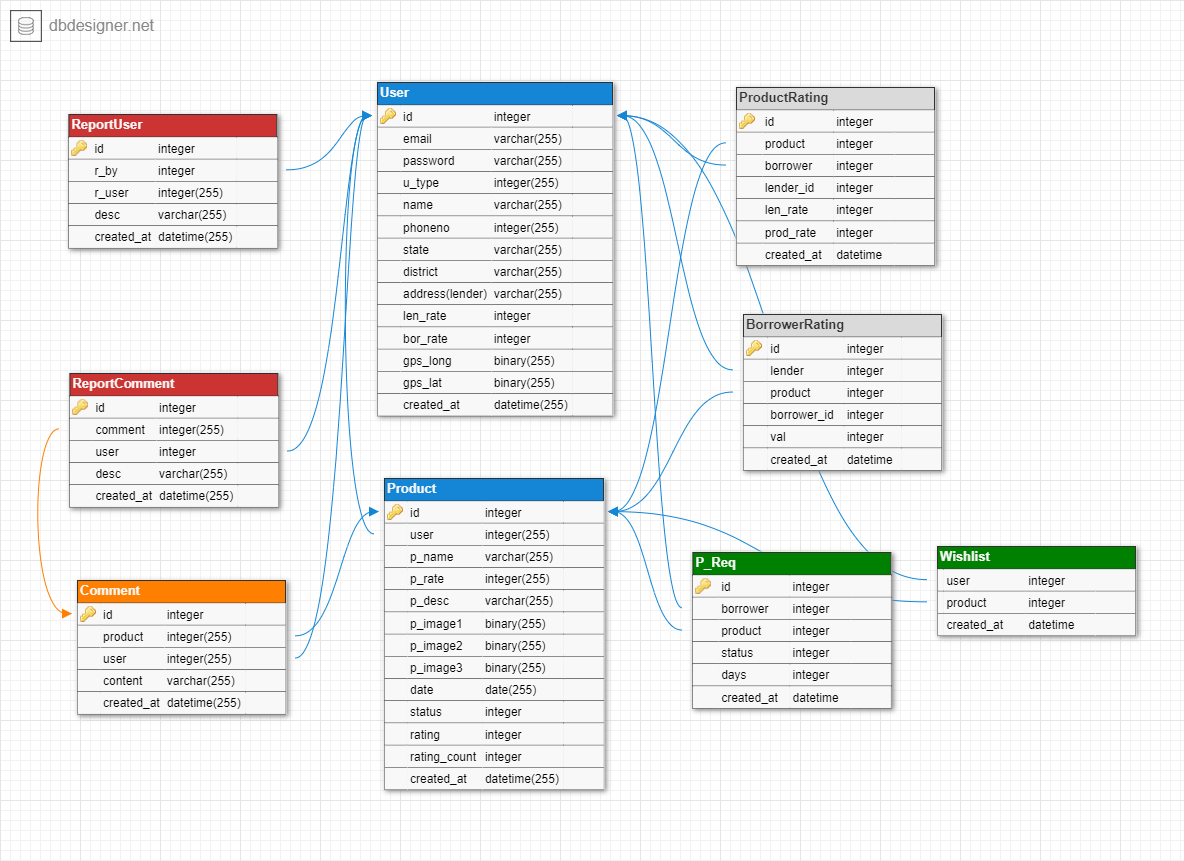 dbdesigner.net
User
id integer
email varchar(255)
password varchar(255)
u_type integer(255)
name varchar(255)
phoneno integer(255)
state varchar(255)
district varchar(255)
address(lender) varchar(255)
len_rate integer
bor_rate integer
gps_long binary(255)
gps_lat binary(255)
created_at datetime(255)
ProductRating
id integer
product integer
borrower integer
lender_id integer
len_rate integer
prod_rate integer
created_at datetime
ReportUser
id integer
r_by integer
r_user integer(255)
desc varchar(255)
created_at datetime(255)
BorrowerRating
id integer
lender integer
product integer
borrower_id integer
val integer
created_at datetime
ReportComment
id integer
comment integer(255)
user integer
desc varchar(255)
created_at datetime(255)
Product
id integer
user integer(255)
p_name varchar(255)
p_rate integer(255)
p_desc varchar(255)
p_image1 binary(255)
p_image2 binary(255)
p_image3 binary(255)
date date(255)
status integer
rating integer
rating_count integer
created_at datetime(255)
P_Req
id integer
borrower integer
product integer
status integer
days integer
created_at datetime
Wishlist
user integer
product integer
created_at datetime
Comment
id integer
product integer(255)
user integer(255)
content varchar(255)
created_at datetime(255)